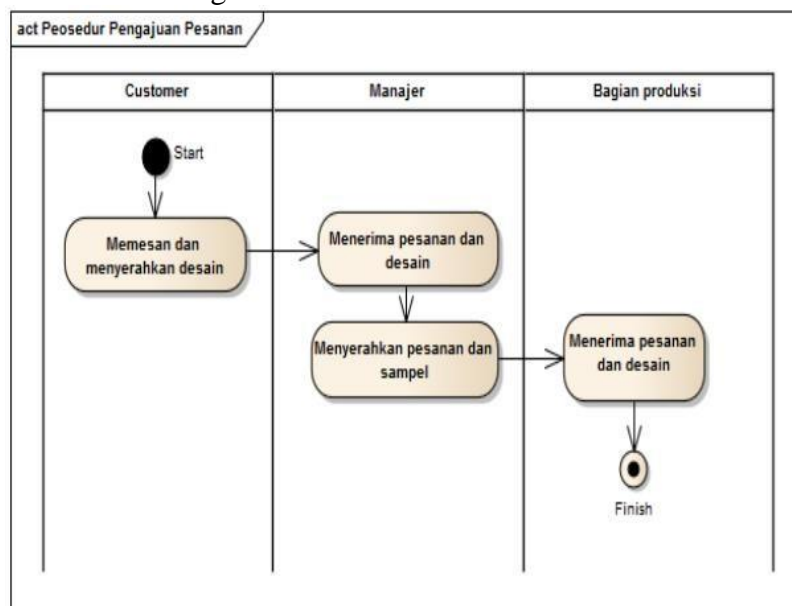 act Peosedur Pengajuan Pesanan
Customer
Manajer
Bagian produksi
Start
Memesan dan
menyerahkan desain
Menerima pesanan dan
desain
Menyerahkan pesanan dan
sampel
Menerima pesanan
dan desain
Finish